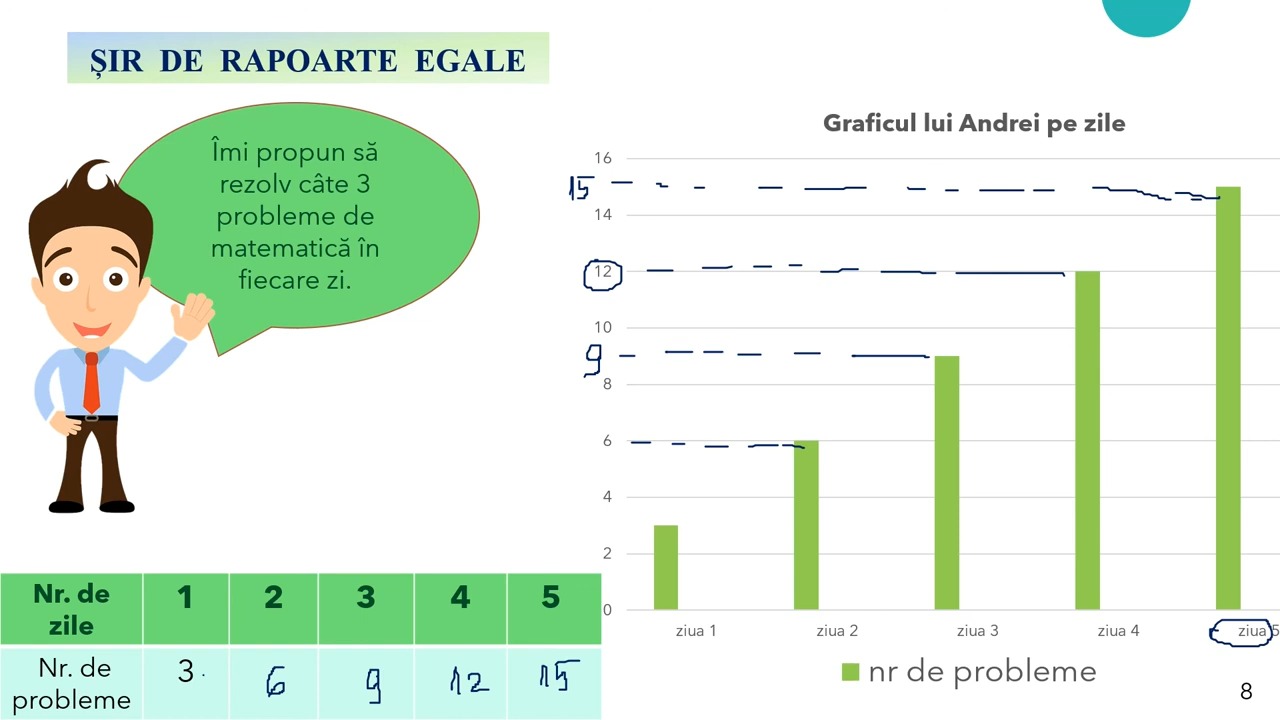 ȘIR DE RAPOARTE EGALE
Îmi propun să
rezolv câte 3
probleme de
matematică în
fiecare zi.
Graficul lui Andrei pe zile
16
15
14
12
10
9
8
6
4
2
0
ziua 1 ziua 2 ziua 3 ziua 4 ziua 5
nr de probleme
Nr. de zile 1 2 3 4 5
Nr. de probleme 3 6 9 12 15
8